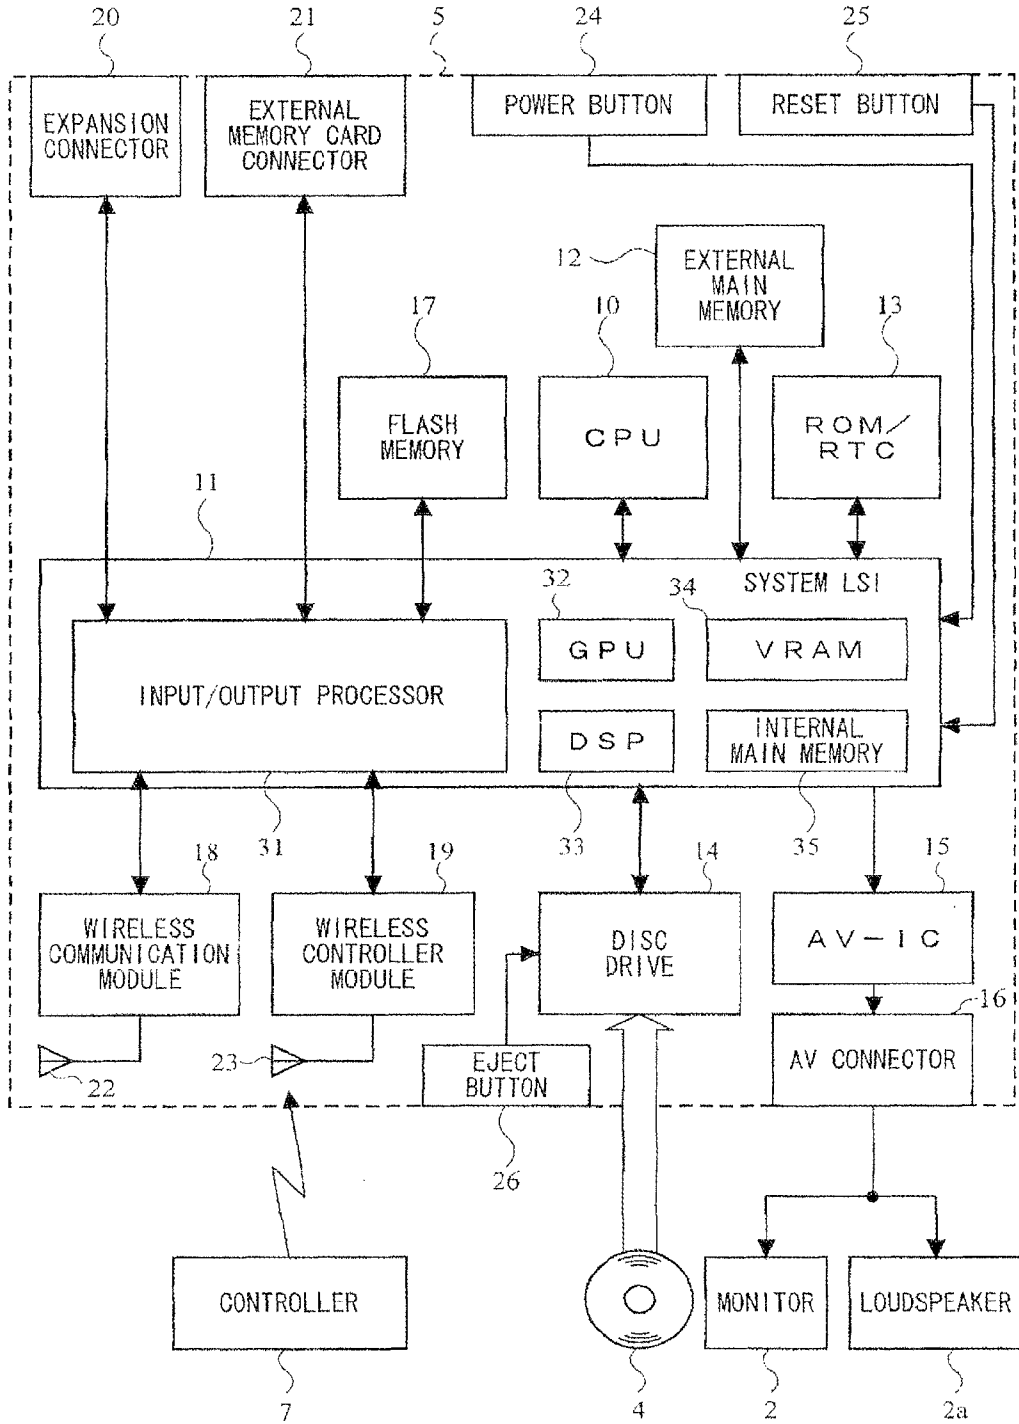 20
21
5
24
25
EXPANSION
CONNECTOR
EXTERNAL
MEMORY CARD
CONNECTOR
POWER BUTTON
RESET BUTTON
12
EXTERNAL
MAIN
MEMORY
17
10
13
FLASH
MEMORY
CPU
ROM/
RTC
11
SYSTEM LSI
32
34
GPU
VRAM
INPUT/OUTPUT PROCESSOR
DSP
INTERNAL
MAIN MEMORY
31
33
35
18
19
14
15
WIRELESS
COMMUNICATION
MODULE
WIRELESS
CONTROLLER
MODULE
DISC
DRIVE
AV-IC
16
22
23
EJECT
BUTTON
AV CONNECTOR
26
CONTROLLER
MONITOR
LOUDSPEAKER
7
4
2
2a